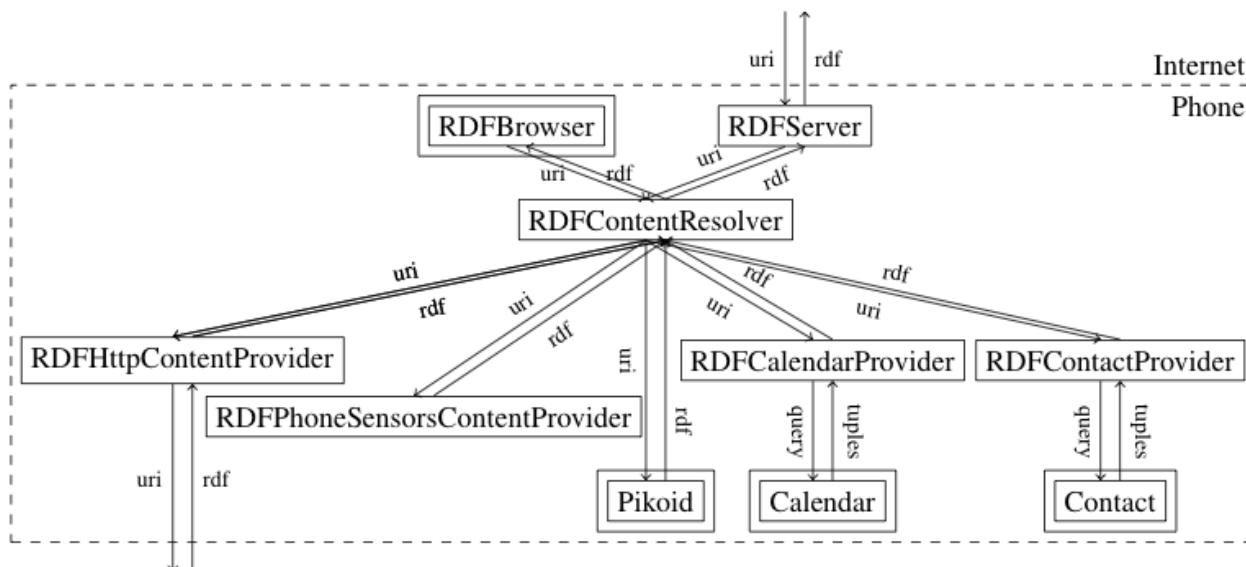 uri
rdf
Internet
Phone
RDFBrowser
RDFServer
uri
rdf
uri
rdf
RDFContentResolver
uri
rdf
uri
rdf
uri
rdf
uri
rdf
uri
rdf
RDFHttpContentProvider
RDFCalendarProvider
RDFContactProvider
RDFPhoneSensorsContentProvider
query
tuples
query
tuples
uri
rdf
Pikoid
Calendar
Contact